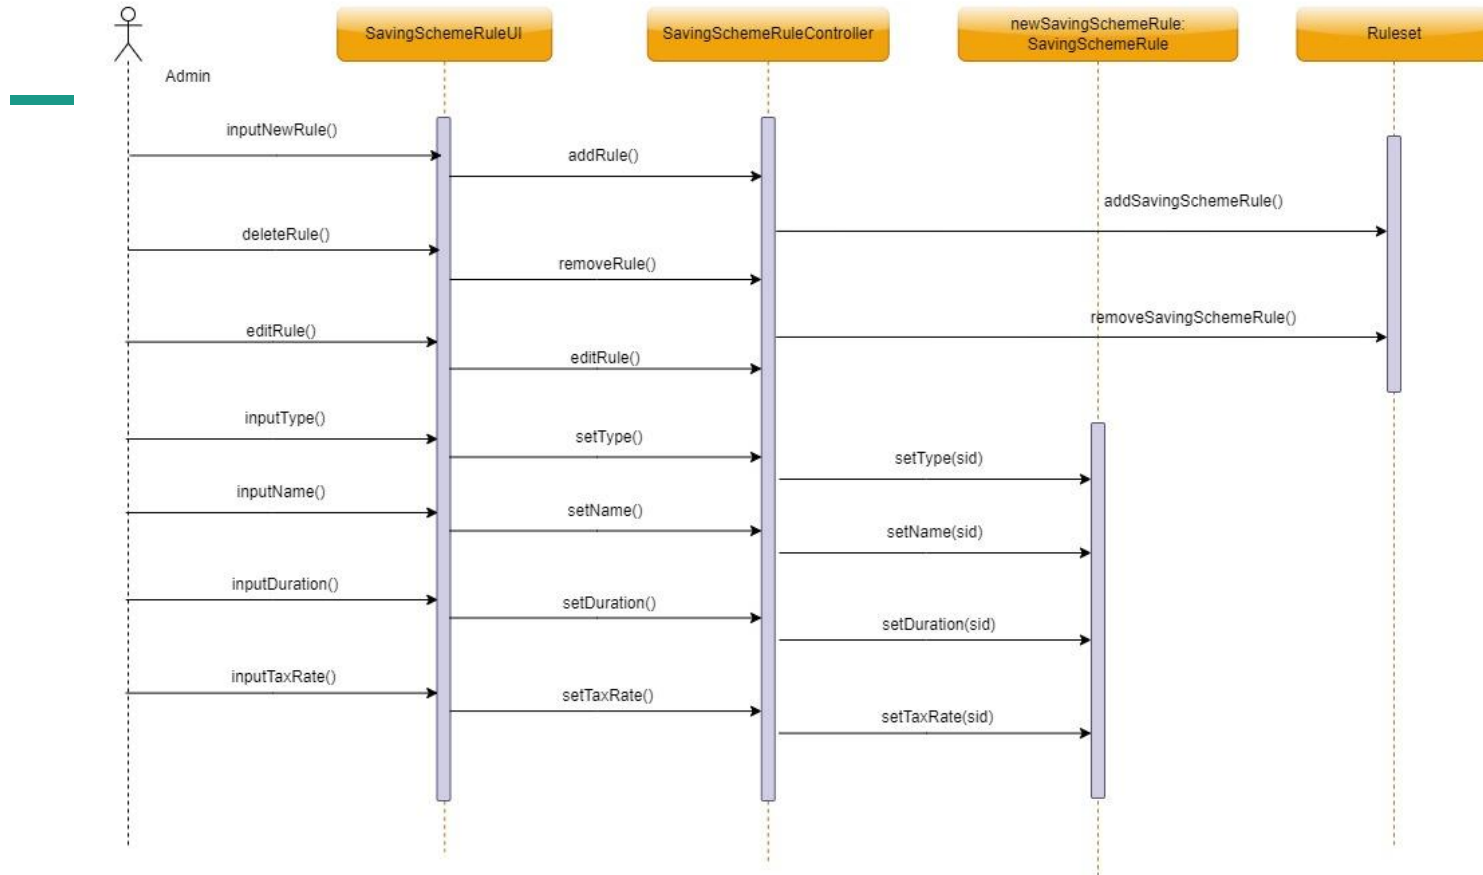 SavingSchemeRuleUI
SavingSchemeRuleController
newSavingSchemeRule:
SavingSchemeRule
Ruleset
Admin
inputNewRule()
addRule()
addSavingSchemeRule()
deleteRule()
removeRule()
removeSavingSchemeRule()
editRule()
editRule()
inputType()
setType()
setType(sid)
inputName()
setName()
setName(sid)
inputDuration()
setDuration()
setDuration(sid)
inputTaxRate()
setTaxRate()
setTaxRate(sid)